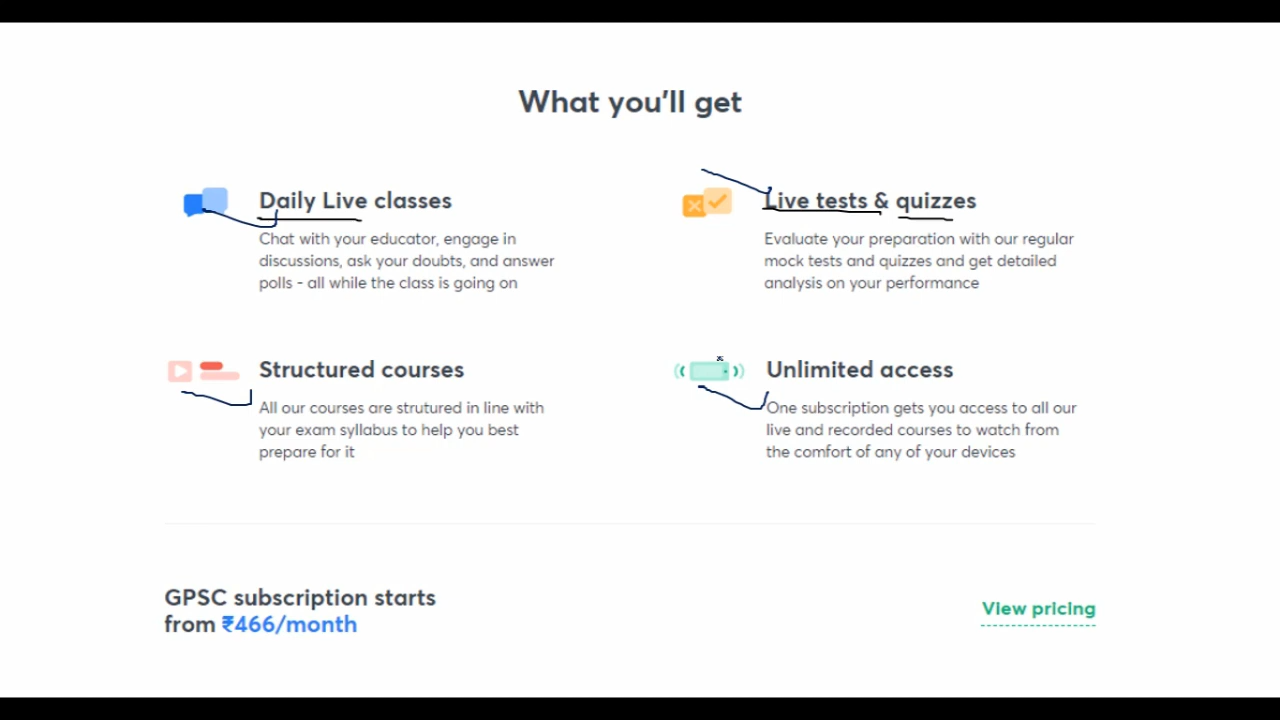 What you'll get
Daily Live classes
Chat with your educator, engage in
discussions, ask your doubts, and answer
polls - all while the class is going on
Live tests & quizzes
Evaluate your preparation with our regular
mock tests and quizzes and get detailed
analysis on your performance
Structured courses
All our courses are strutured in line with
your exam syllabus to help you best
prepare for it
Unlimited access
One subscription gets you access to all our
live and recorded courses to watch from
the comfort of any of your devices
GPSC subscription starts
from ₹466/month
View pricing